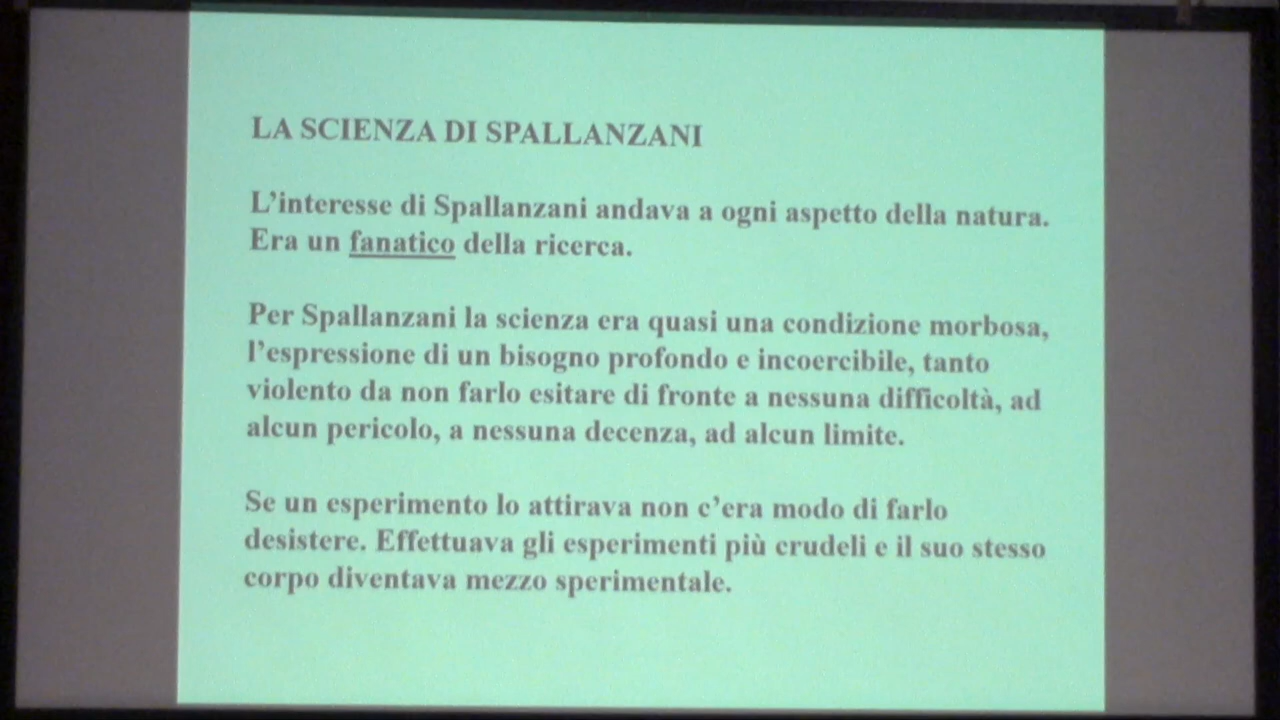 LA SCIENZA DI SPALLANZANI
L’interesse di Spallanzani andava a ogni aspetto della natura.
Era un fanatico della ricerca.
Per Spallanzani la scienza era quasi una condizione morbosa,
l’espressione di un bisogno profondo e incoercibile, tanto
violento da non farlo esitare di fronte a nessuna difficoltà, ad
alcun pericolo, a nessuna decenza, ad alcun limite.
Se un esperimento lo attirava non c’era modo di farlo
desistere. Effettuava gli esperimenti più crudeli e il suo stesso
corpo diventava mezzo sperimentale.